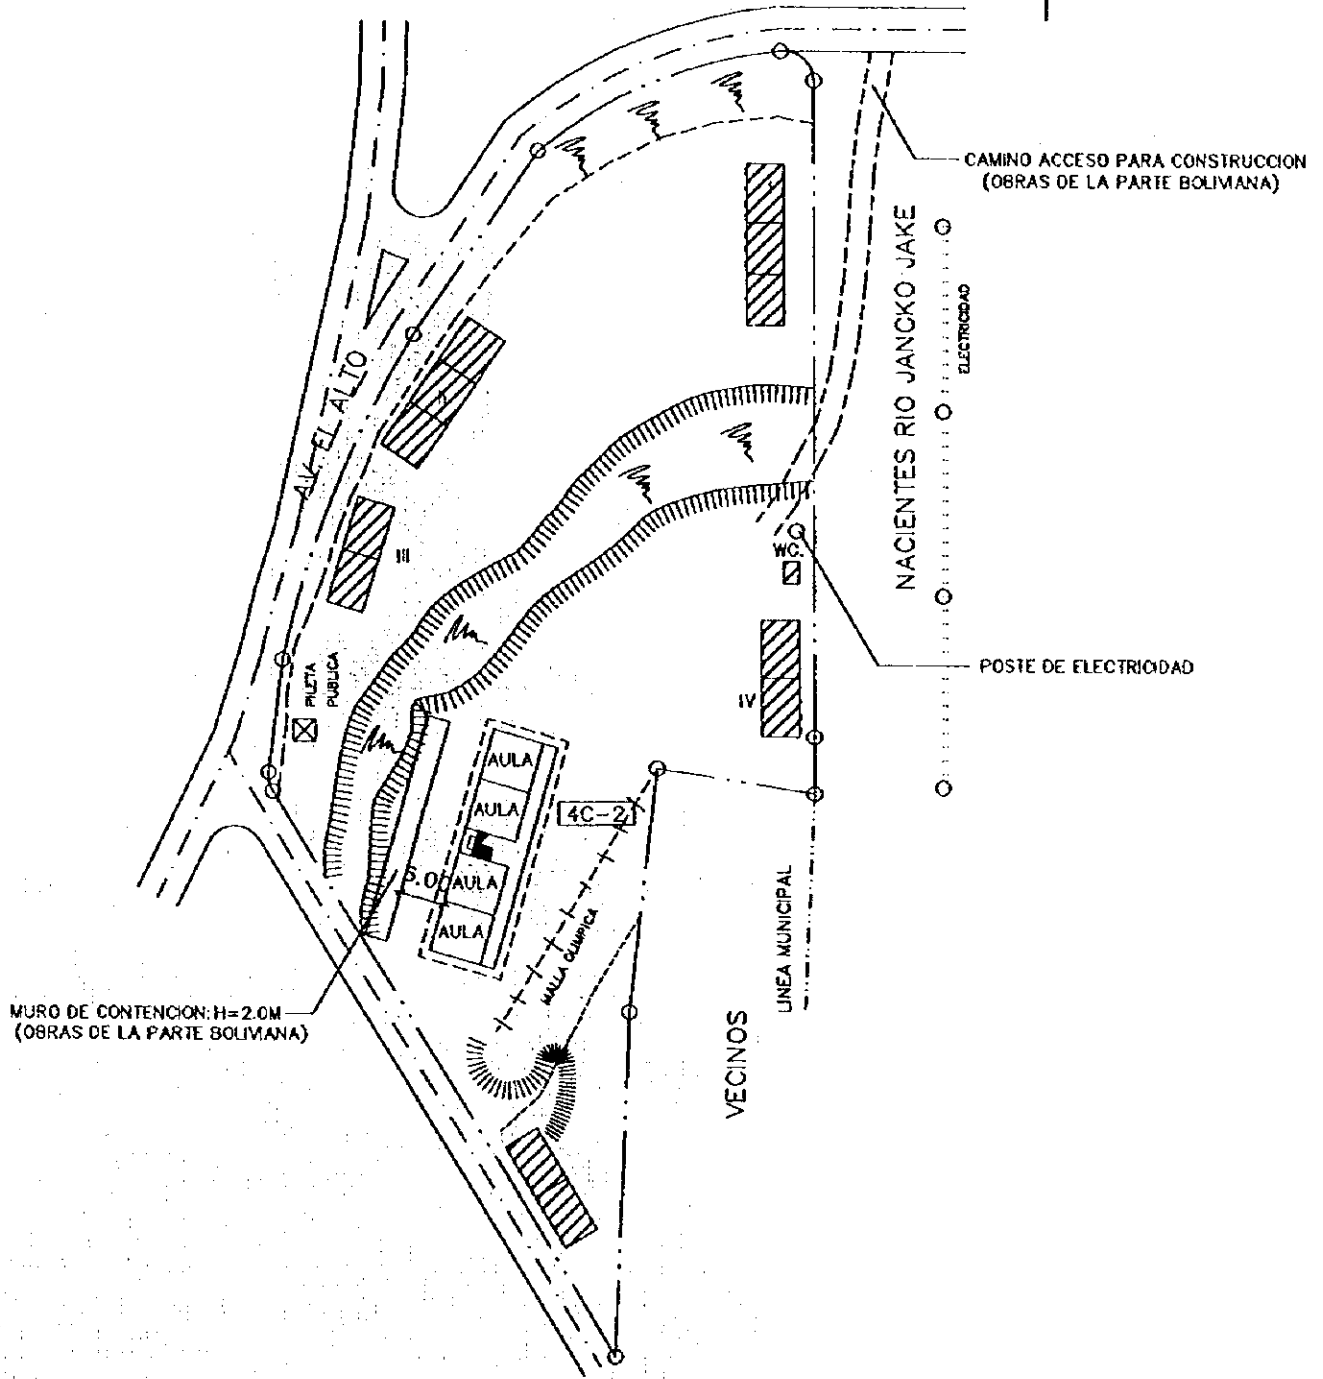 CAMINO ACCESO PARA CONSTRUCCION
(OBRAS DE LA PARTE BOLIVIANA)
NACIENTES RIO JANCKO JAKE
ELECTRICIDAD
AV. EL ALTO
III
WC.
PILETA
PUBLICA
POSTE DE ELECTRICIDAD
IV
AULA
AULA
4C-2
6.00
AULA
AULA
MALLA OLIMPICA
LINEA MUNICIPAL
MURO DE CONTENCION: H=2.0M
(OBRAS DE LA PARTE BOLIVIANA)
VECINOS